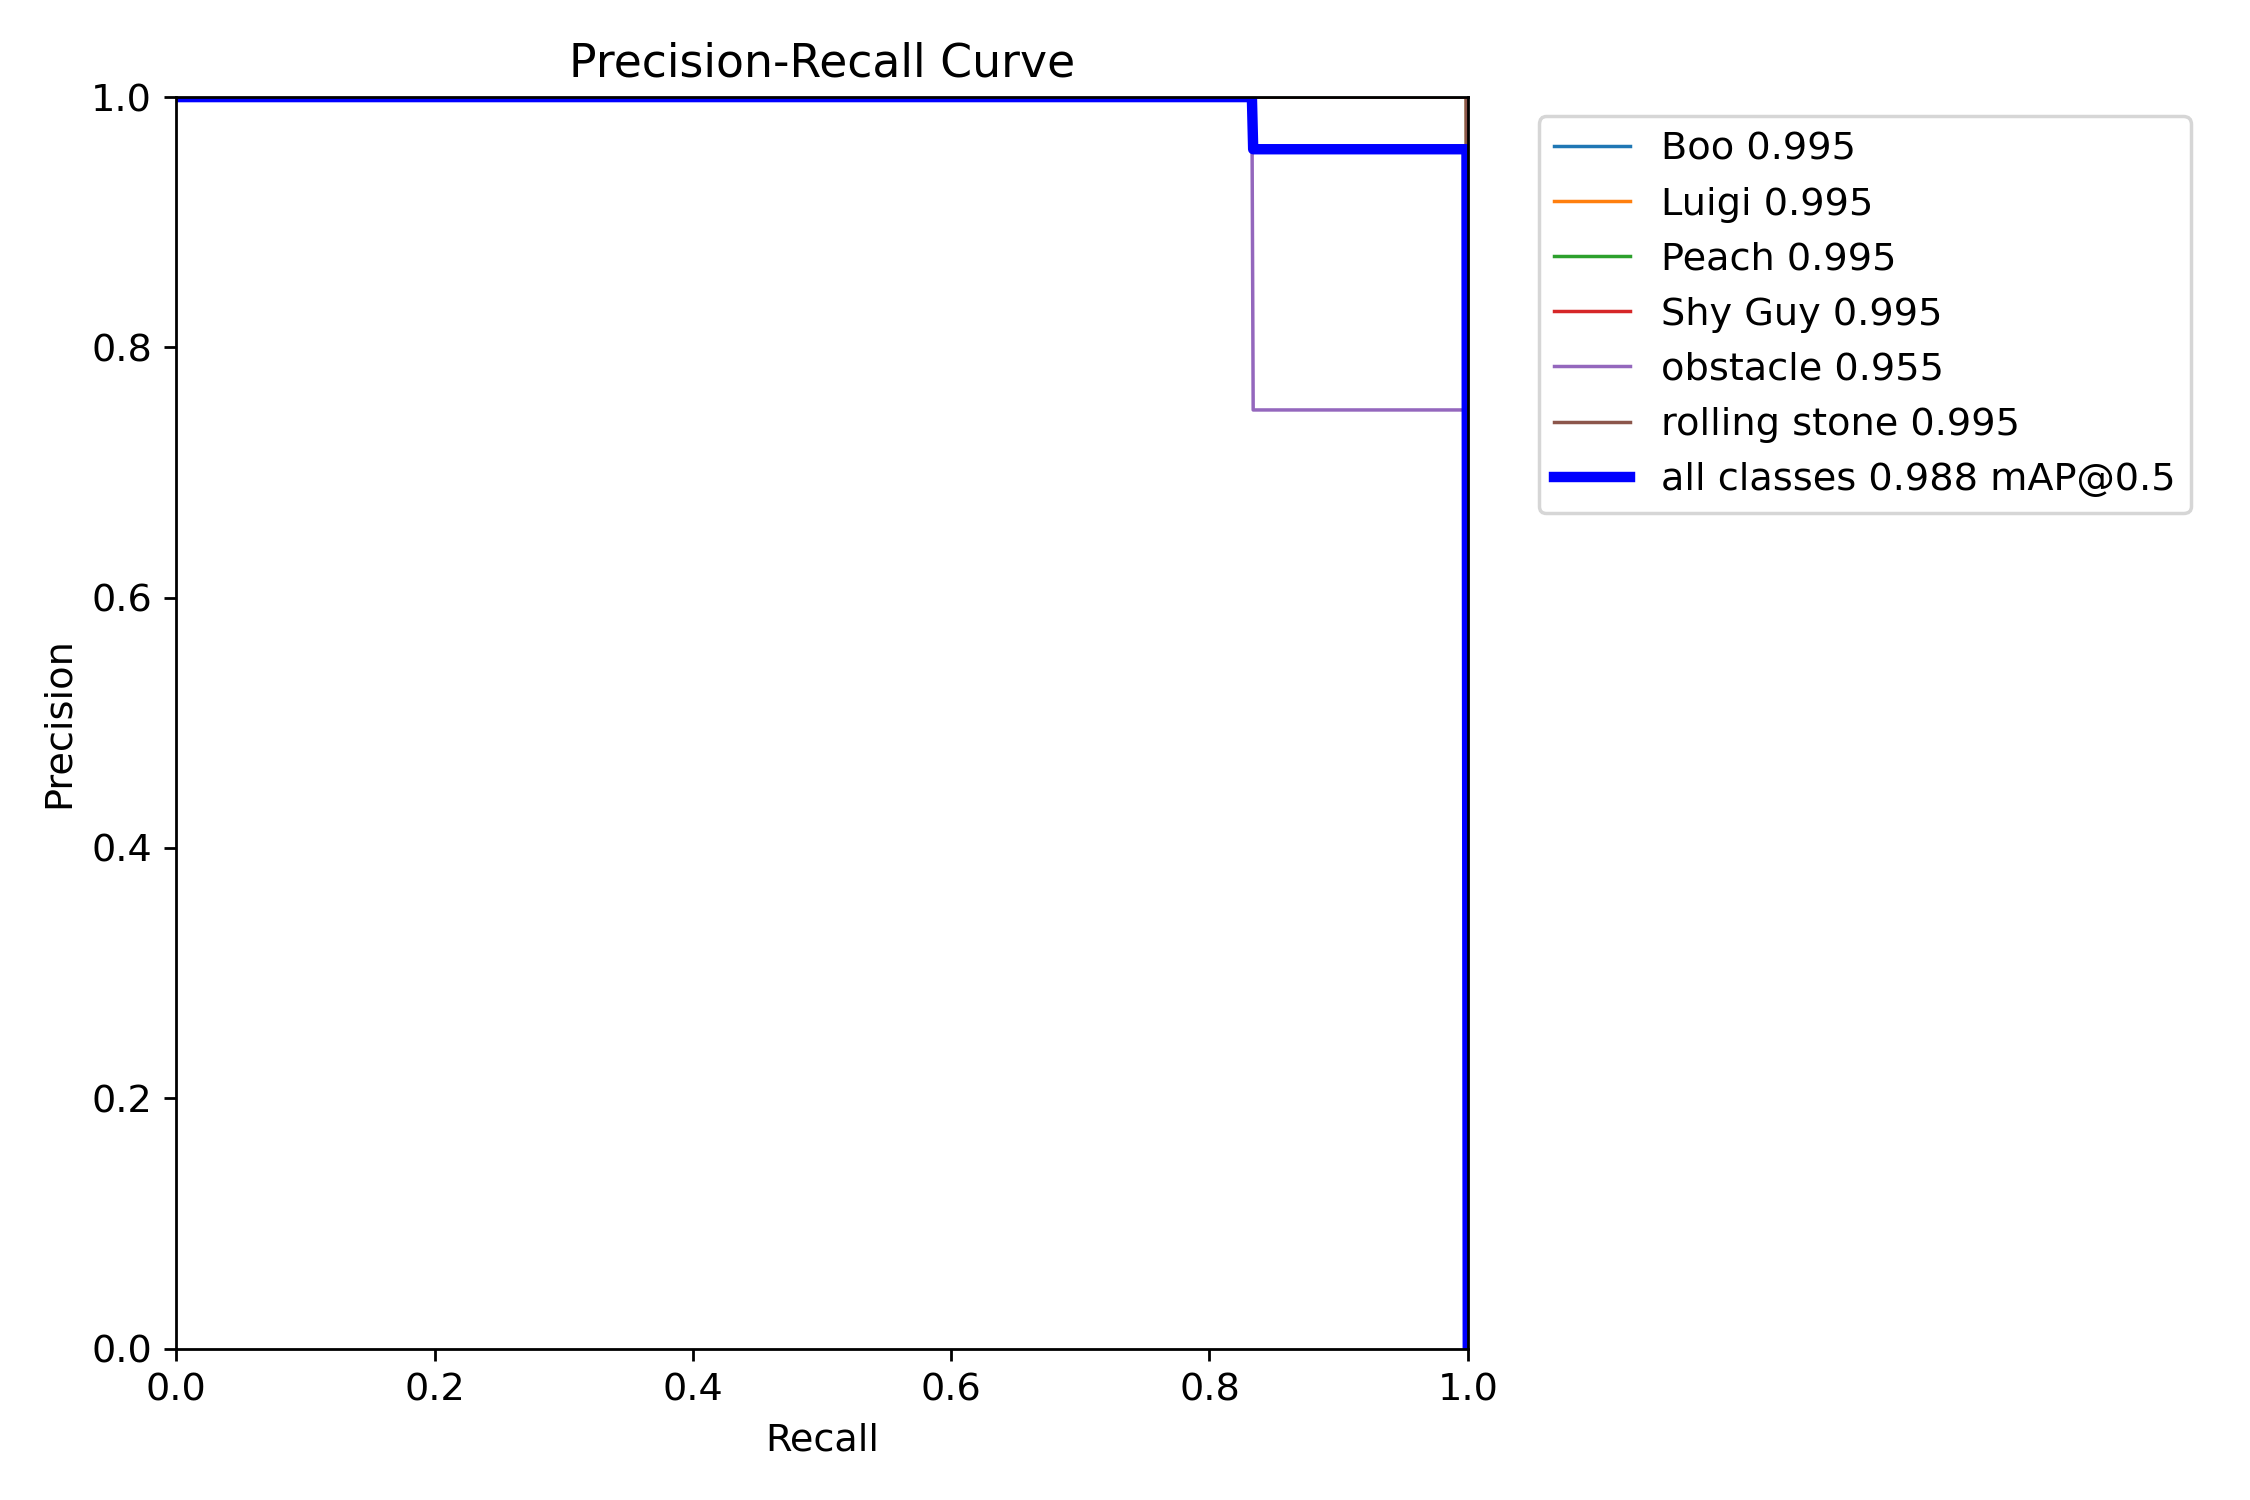 Precision-Recall Curve
1.0
0.8
0.6
0.4
0.2
0.0
Precision
0.0 0.2 0.4 0.6 0.8 1.0
Recall
Boo 0.995
Luigi 0.995
Peach 0.995
Shy Guy 0.995
obstacle 0.955
rolling stone 0.995
all classes 0.988 mAP@0.5